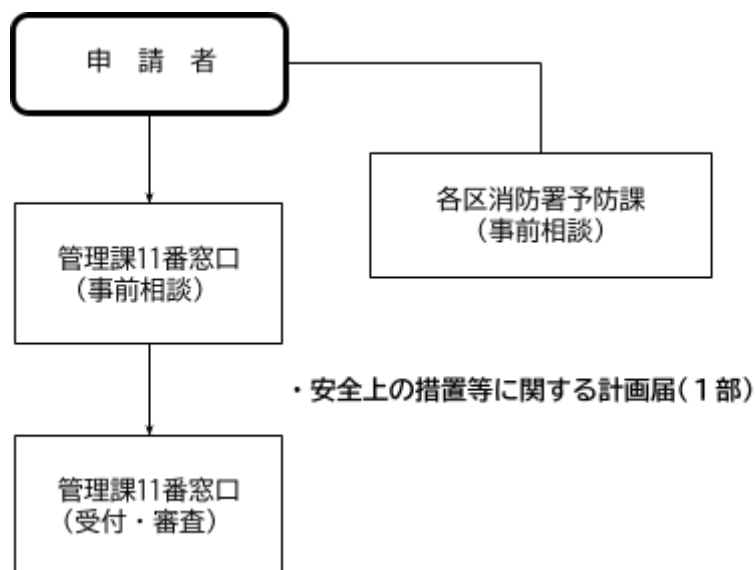 申　請　者
各区消防署予防課
（事前相談）
管理課11番窓口
（事前相談）
・安全上の措置等に関する計画届(１部)
管理課11番窓口
(受付・審査)